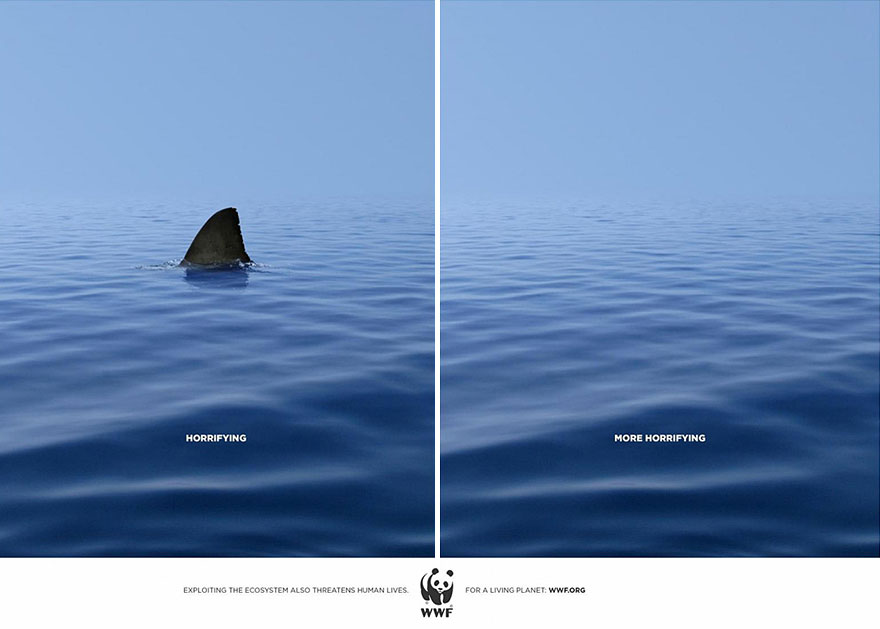 HORRIFYING
MORE HORRIFYING
EXPLOITING THE ECOSYSTEM ALSO THREATENS HUMAN LIVES.
WWF
FOR A LIVING PLANET: WWF.ORG